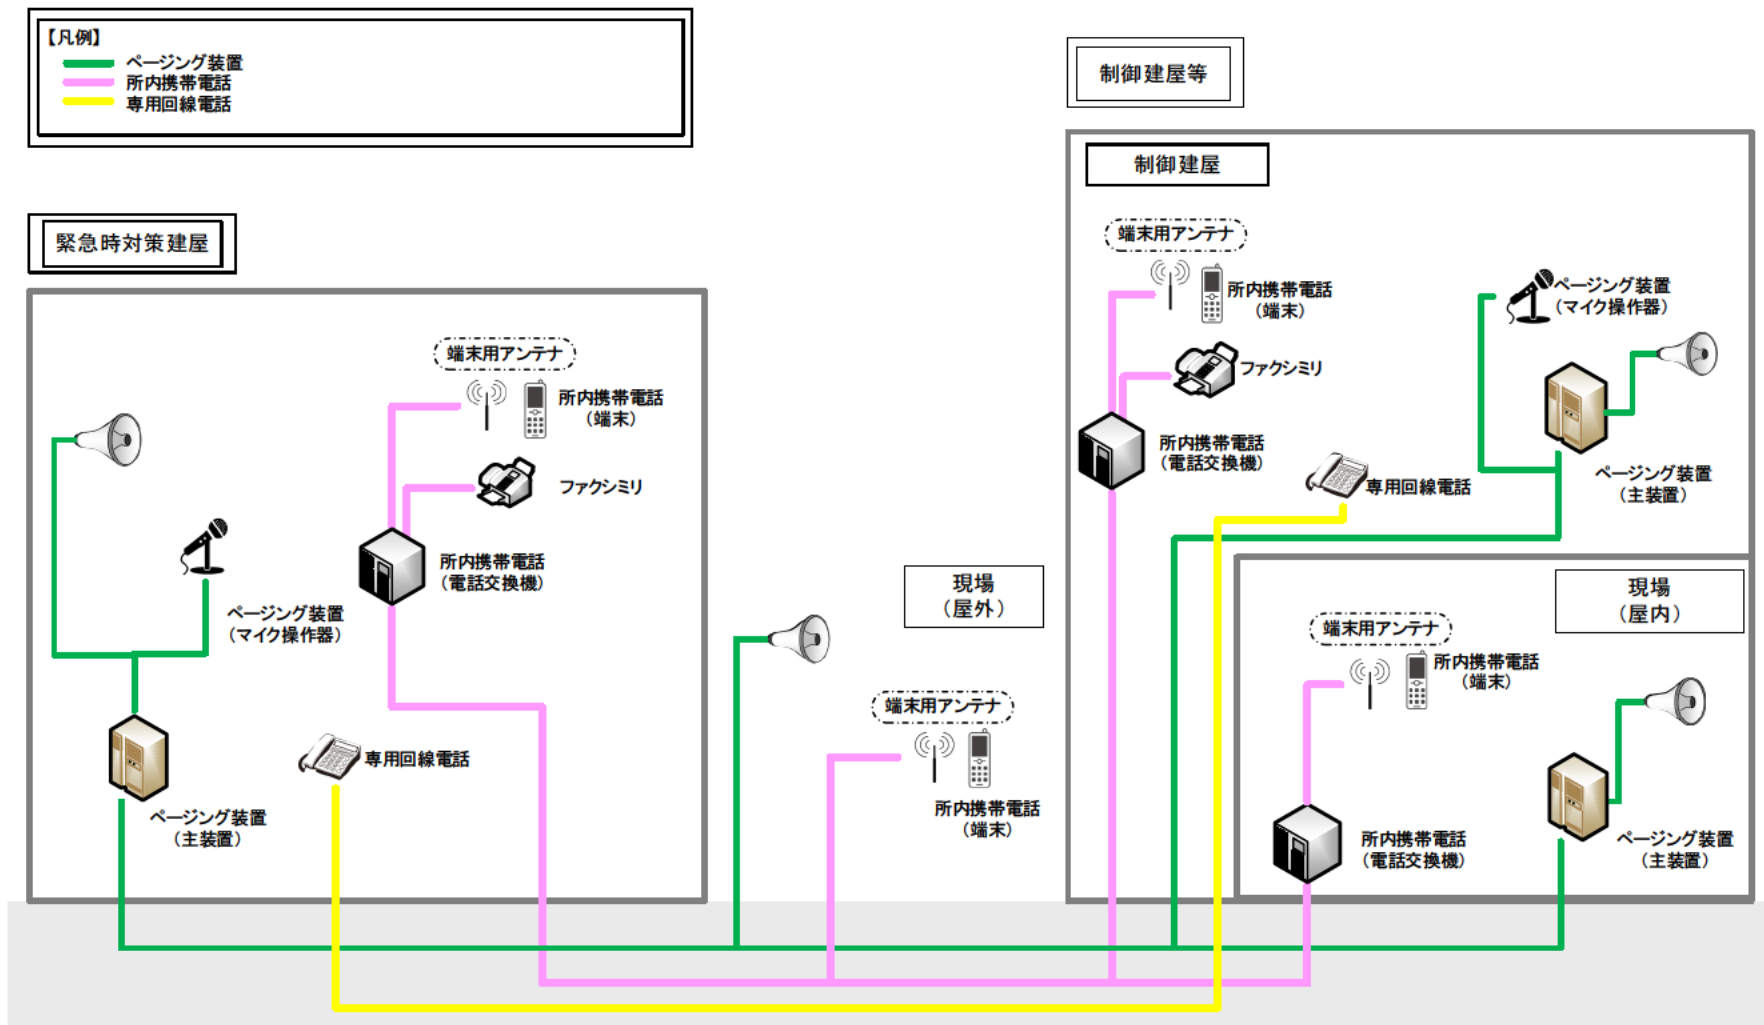 【凡例】
ページング装置
所内携帯電話
専用回線電話
緊急時対策建屋
端末用アンテナ
所内携帯電話
（端末）
ファクシミリ
所内携帯電話
（電話交換機）
ページング装置
（マイク操作器）
専用回線電話
ページング装置
（主装置）
現場
（屋外）
端末用アンテナ
所内携帯電話
（端末）
制御建屋等
制御建屋
端末用アンテナ
所内携帯電話
（端末）
ファクシミリ
所内携帯電話
（電話交換機）
専用回線電話
ページング装置
（マイク操作器）
ページング装置
（主装置）
現場
（屋内）
端末用アンテナ
所内携帯電話
（端末）
所内携帯電話
（電話交換機）
ページング装置
（主装置）